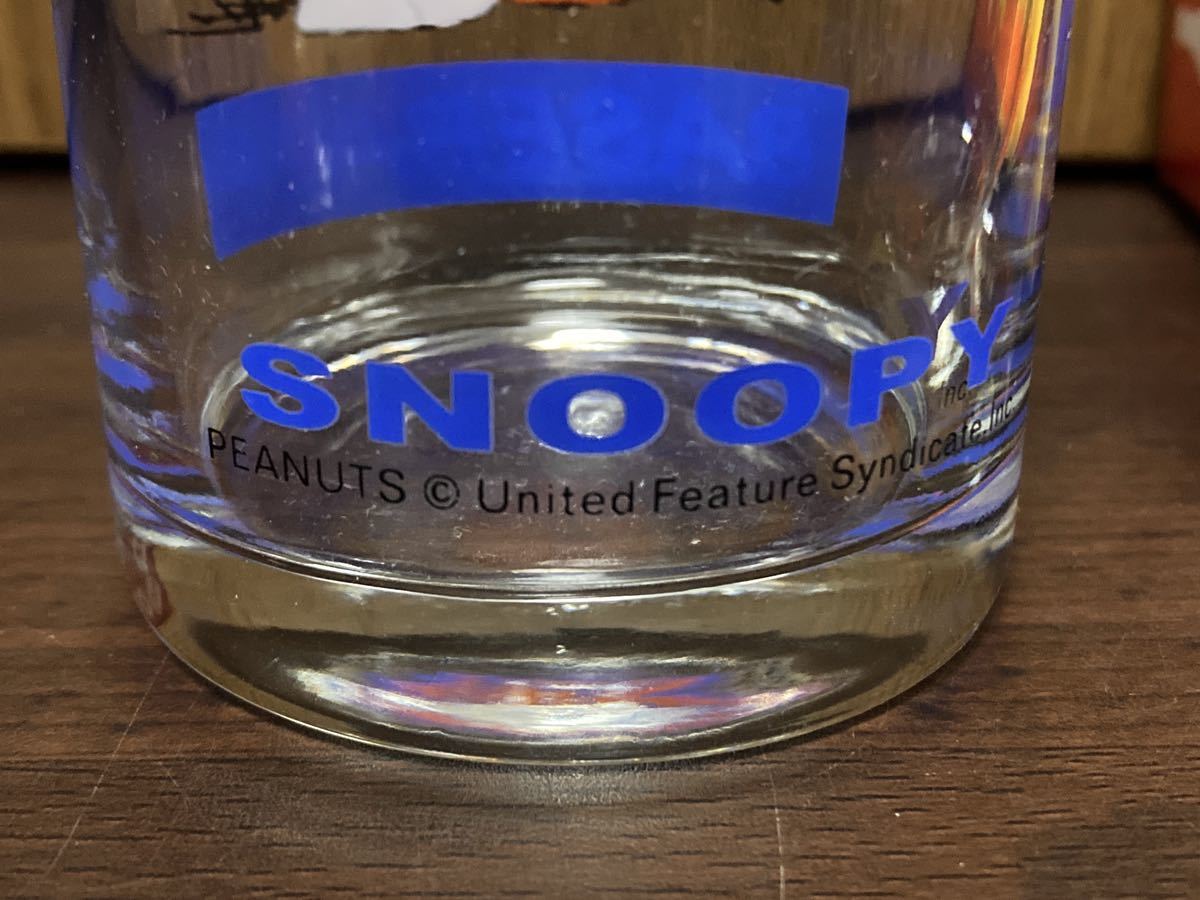 SNOOPY
PEANUTS © United Feature Syndicate.Inc.